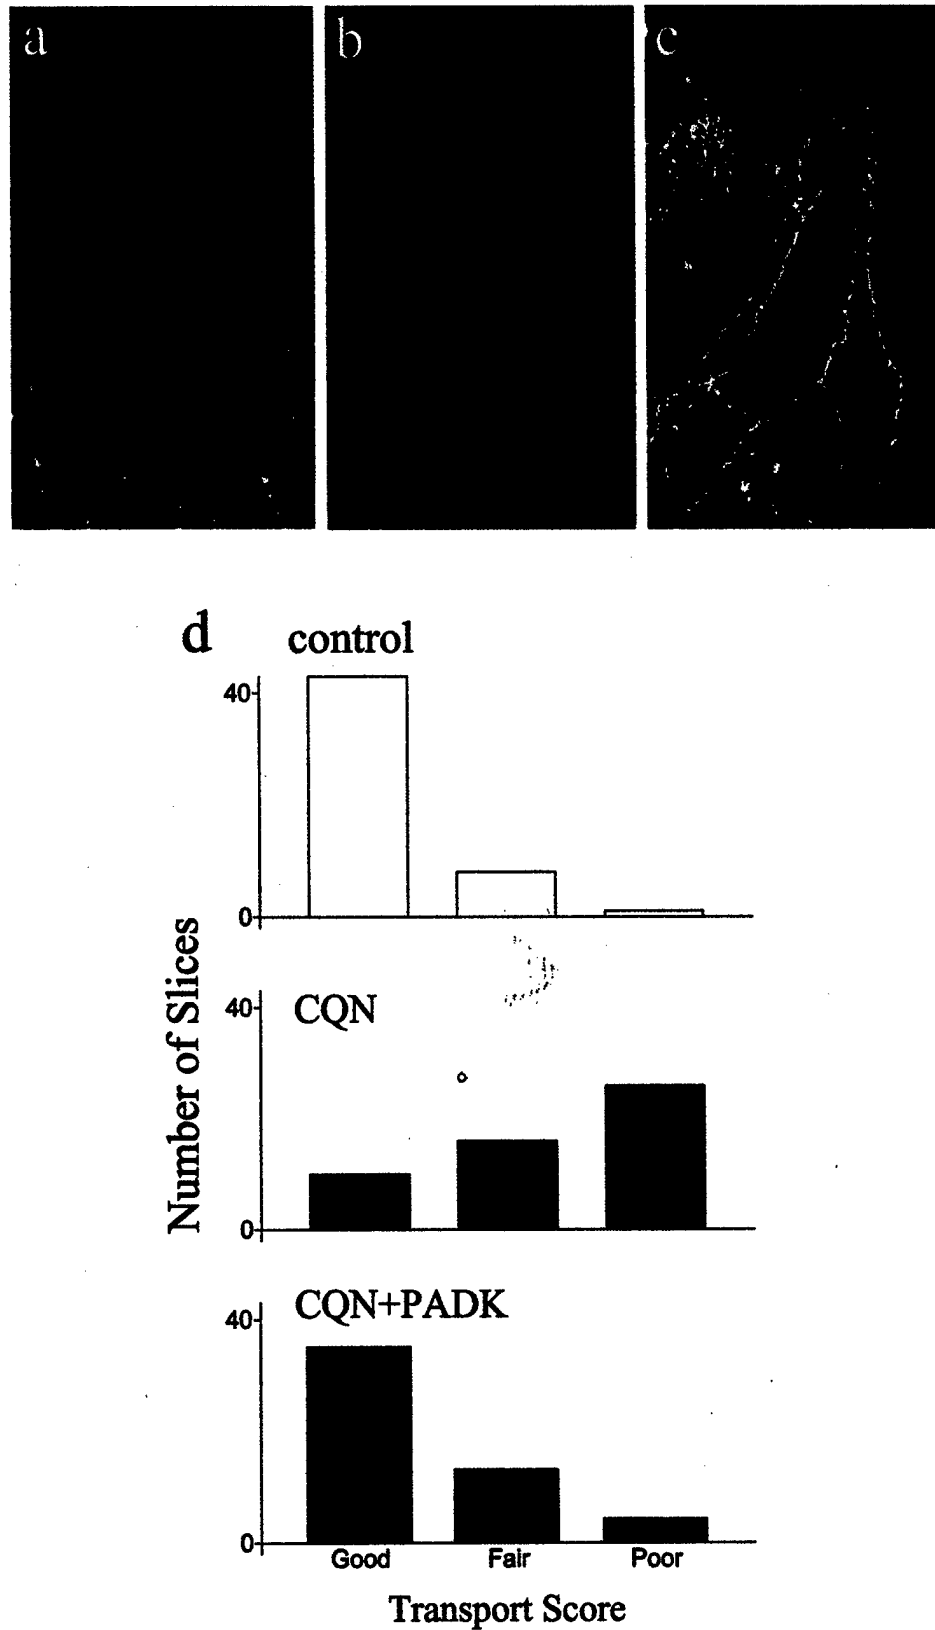 a b c
d control
40
0
CQN
40
0
CQN+PADK
40
0
Good Fair Poor
Number of Slices
Transport Score